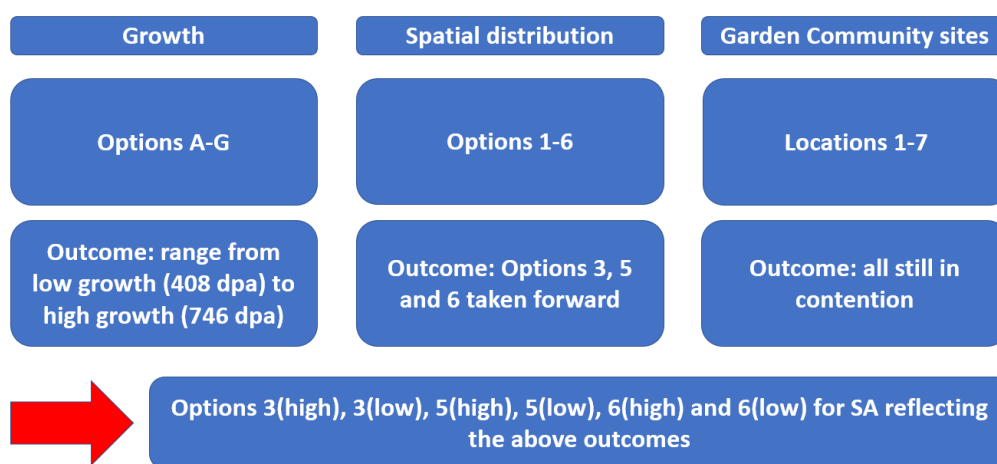 Growth
Spatial distribution
Garden Community sites
Options A-G
Options 1-6
Locations 1-7
Outcome: range from
low growth (408 dpa) to
high growth (746 dpa)
Outcome: Options 3, 5
and 6 taken forward
Outcome: all still in
contention
Options 3(high), 3(low), 5(high), 5(low), 6(high) and 6(low) for SA reflecting
the above outcomes